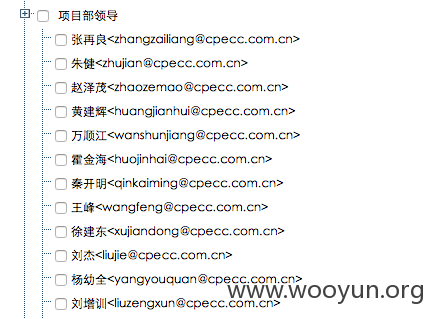 项目部领导
张再良<zhangzailiang@cpecc.com.cn>
朱健<zhujian@cpecc.com.cn>
赵泽茂<zhaozemao@cpecc.com.cn>
黄建辉<huangjianhui@cpecc.com.cn>
万顺江<wanshunjiang@cpecc.com.cn>
霍金海<huojinhai@cpecc.com.cn>
秦开明<qinkaiming@cpecc.com.cn>
王峰<wangfeng@cpecc.com.cn>
徐建东<xujiandong@cpecc.com.cn>
刘杰<liujie@cpecc.com.cn>
杨幼全<yangyouquan@cpecc.com.cn>
刘增训<liuzengxun@cpecc.com.cn>
www.wooyun.org